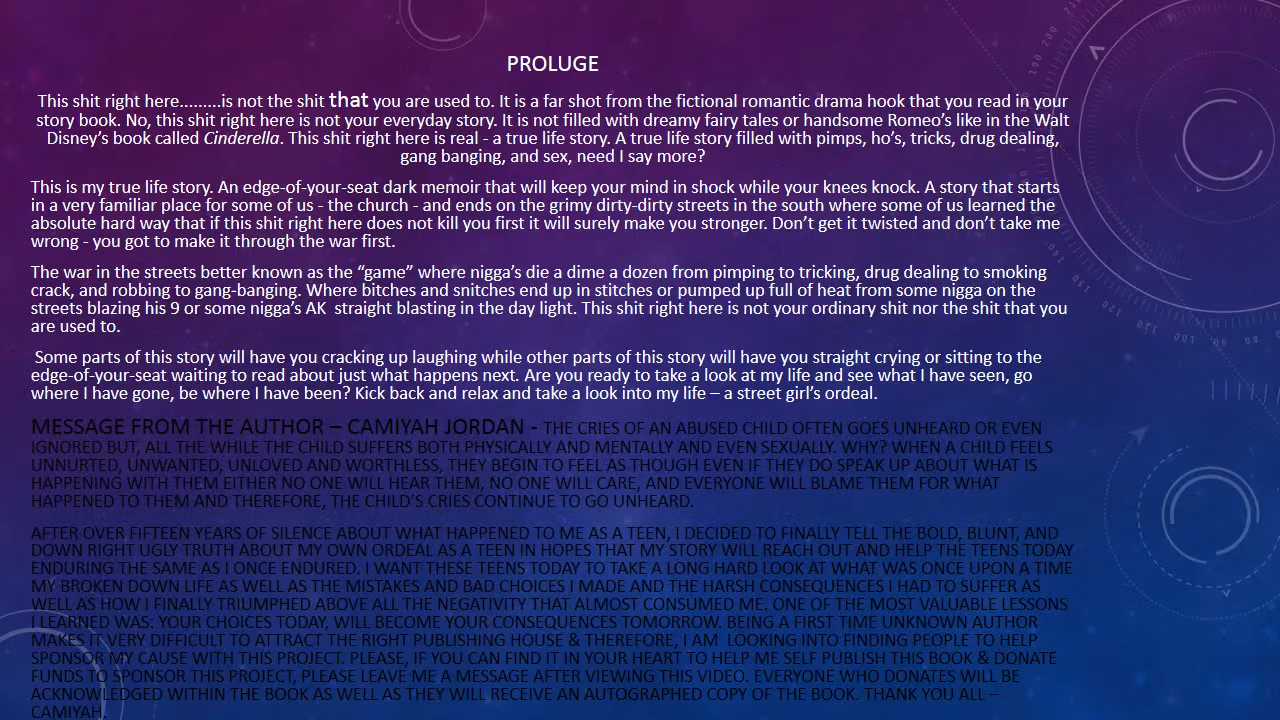 PROLUGE
This shit right here.........is not the shit that you are used to. It is a far shot from the fictional romantic drama hook that you read in your
story book. No, this shit right here is not your everyday story. It is not filled with dreamy fairy tales or handsome Romeo's like in the Walt
Disney's book called Cinderella. This shit right here is real - a true life story. A true life story filled with pimps, ho's, tricks, drug dealing,
gang banging, and sex, need I say more?
This is my true life story. An edge-of-your-seat dark memoir that will keep your mind in shock while your knees knock. A story that starts
in a very familiar place for some of us - the church - and ends on the grimy dirty-dirty streets in the south where some of us learned the
absolute hard way that if this shit right here does not kill you first it will surely make you stronger. Don't get it twisted and don't take me
wrong - you got to make it through the war first.
The war in the streets better known as the "game" where nigga's die a dime a dozen from pimping to tricking, drug dealing to smoking
crack, and robbing to gang-banging. Where bitches and snitches end up in stitches or pumped up full of heat from some nigga on the
streets blazing his 9 or some nigga's AK straight blasting in the day light. This shit right here is not your ordinary shit nor the shit that you
are used to.
Some parts of this story will have you cracking up laughing while other parts of this story will have you straight crying or sitting to the
edge-of-your-seat waiting to read about just what happens next. Are you ready to take a look at my life and see what I have seen, go
where I have gone, be where I have been? Kick back and relax and take a look into my life – a street girl's ordeal.
MESSAGE FROM THE AUTHOR – CAMIYAH JORDAN - THE CRIES OF AN ABUSED CHILD OFTEN GOES UNHEARD OR EVEN
IGNORED BUT, ALL THE WHILE THE CHILD SUFFERS BOTH PHYSICALLY AND MENTALLY AND EVEN SEXUALLY. WHY? WHEN A CHILD FEELS
UNNURTED, UNWANTED, UNLOVED AND WORTHLESS, THEY BEGIN TO FEEL AS THOUGH EVEN IF THEY DO SPEAK UP ABOUT WHAT IS
HAPPENING WITH THEM EITHER NO ONE WILL HEAR THEM, NO ONE WILL CARE, AND EVERYONE WILL BLAME THEM FOR WHAT
HAPPENED TO THEM AND THEREFORE, THE CHILD'S CRIES CONTINUE TO GO UNHEARD.
AFTER OVER FIFTEEN YEARS OF SILENCE ABOUT WHAT HAPPENED TO ME AS A TEEN, I DECIDED TO FINALLY TELL THE BOLD, BLUNT, AND
DOWN RIGHT UGLY TRUTH ABOUT MY OWN ORDEAL AS A TEEN IN HOPES THAT MY STORY WILL REACH OUT AND HELP THE TEENS TODAY
ENDURING THE SAME AS I ONCE ENDURED. I WANT THESE TEENS TODAY TO TAKE A LONG HARD LOOK AT WHAT WAS ONCE UPON A TIME
MY BROKEN DOWN LIFE AS WELL AS THE MISTAKES AND BAD CHOICES I MADE AND THE HARSH CONSEQUENCES I HAD TO SUFFER AS
WELL AS HOW I FINALLY TRIUMPHED ABOVE ALL THE NEGATIVITY THAT ALMOST CONSUMED ME. ONE OF THE MOST VALUABLE LESSONS
I LEARNED WAS: YOUR CHOICES TODAY, WILL BECOME YOUR CONSEQUENCES TOMORROW. BEING A FIRST TIME UNKNOWN AUTHOR
MAKES IT VERY DIFFICULT TO ATTRACT THE RIGHT PUBLISHING HOUSE & THEREFORE, I AM LOOKING INTO FINDING PEOPLE TO HELP
SPONSOR MY CAUSE WITH THIS PROJECT. PLEASE, IF YOU CAN FIND IT IN YOUR HEART TO HELP ME SELF PUBLISH THIS BOOK & DONATE
FUNDS TO SPONSOR THIS PROJECT, PLEASE LEAVE ME A MESSAGE AFTER VIEWING THIS VIDEO. EVERYONE WHO DONATES WILL BE
ACKNOWLEDGED WITHIN THE BOOK AS WELL AS THEY WILL RECEIVE AN AUTOGRAPHED COPY OF THE BOOK. THANK YOU ALL –
CAMIYAH.